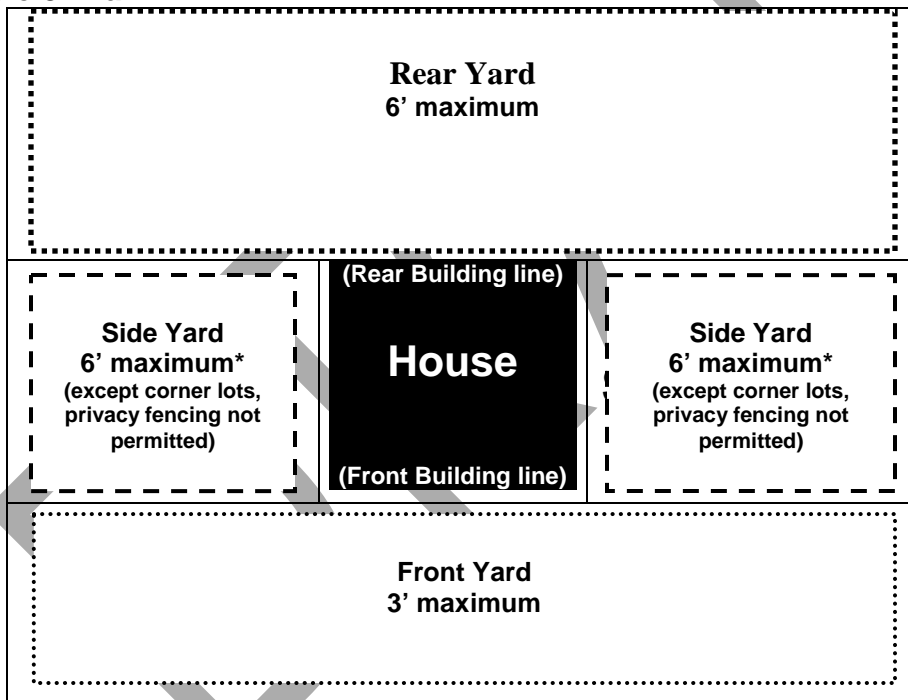 Rear Yard
6’ maximum
(Rear Building line)
Side Yard
6’ maximum*
(except corner lots,
privacy fencing not
permitted)
House
(Front Building line)
Side Yard
6’ maximum*
(except corner lots,
privacy fencing not
permitted)
Front Yard
3’ maximum